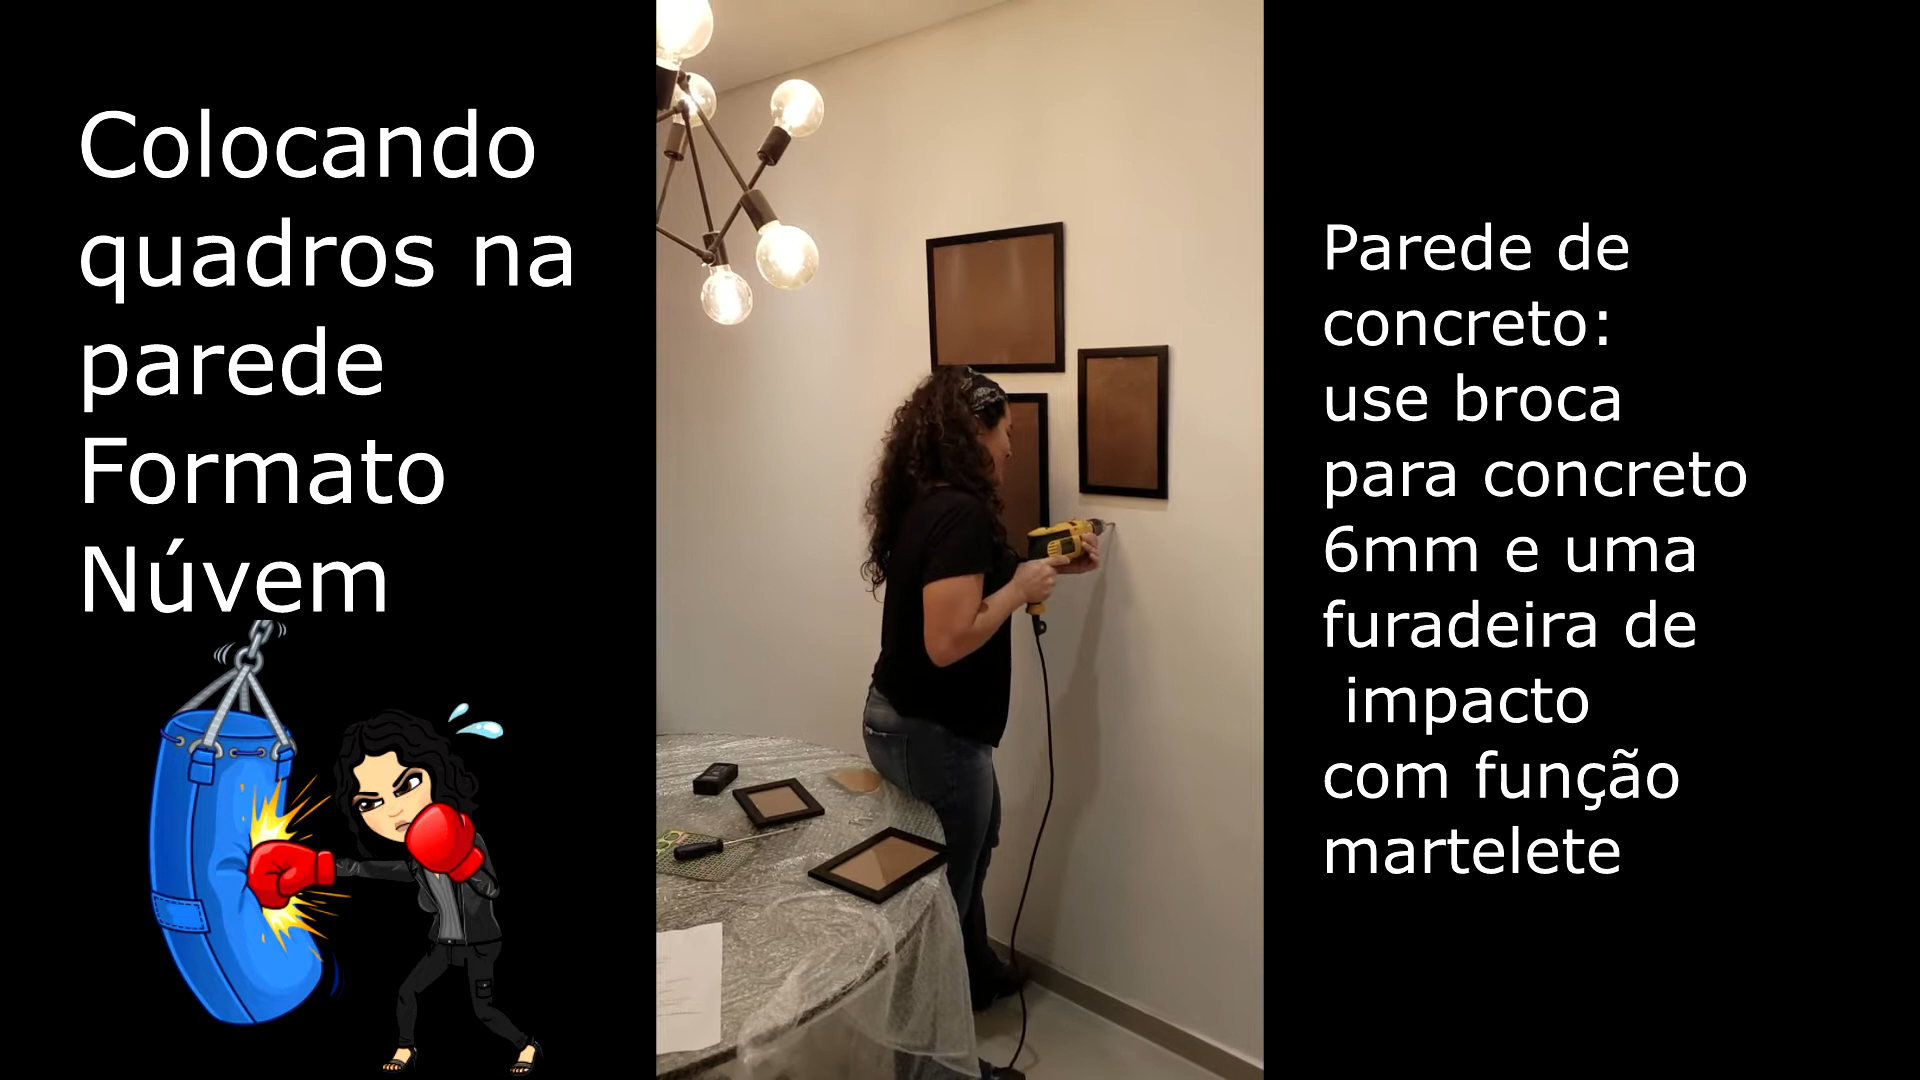 Colocando
quadros na
parede
Formato
Núvem
Parede de
concreto:
use broca
para concreto
6mm e uma
furadeira de
impacto
com função
martelete